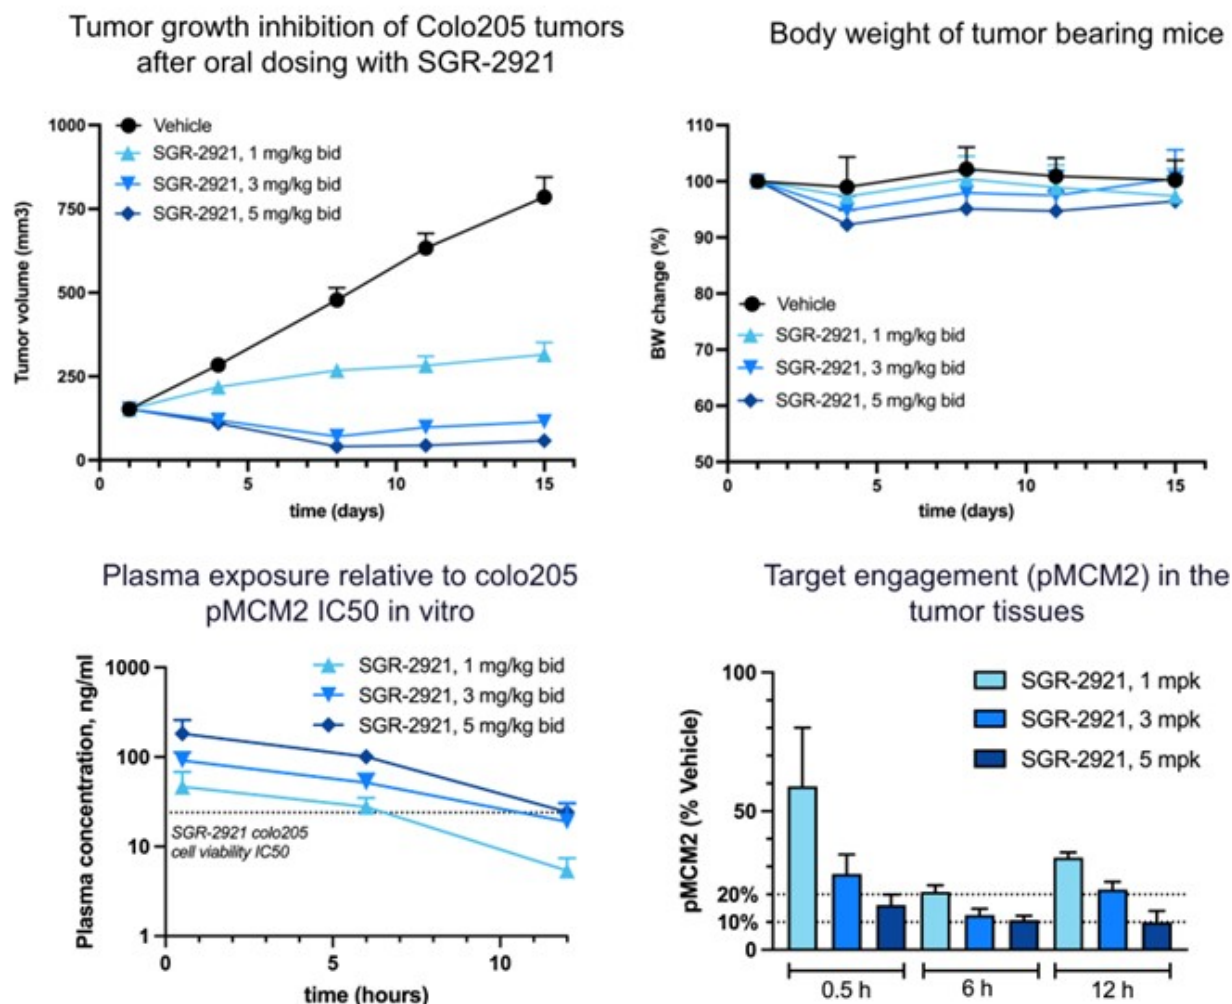 Tumor growth inhibition of Colo205 tumors
after oral dosing with SGR-2921
Tumor volume (mm3)
1000
750
500
250
0
Vehicle
SGR-2921, 1 mg/kg bid
SGR-2921, 3 mg/kg bid
SGR-2921, 5 mg/kg bid
0 5 10 15
time (days)
Body weight of tumor bearing mice
BW change (%)
110
100
90
80
70
60
50
Vehicle
SGR-2921, 1 mg/kg bid
SGR-2921, 3 mg/kg bid
SGR-2921, 5 mg/kg bid
0 5 10 15
time (days)
Plasma exposure relative to colo205
pMCM2 IC50 in vitro
Plasma concentration, ng/ml
1000
100
10
1
SGR-2921, 1 mg/kg bid
SGR-2921, 3 mg/kg bid
SGR-2921, 5 mg/kg bid
SGR-2921 colo205
cell viability IC50
0 5 10
time (hours)
Target engagement (pMCM2) in the
tumor tissues
pMCM2 (% Vehicle)
100
50
20%
10%
0
SGR-2921, 1 mpk
SGR-2921, 3 mpk
SGR-2921, 5 mpk
0.5 h 6 h 12 h